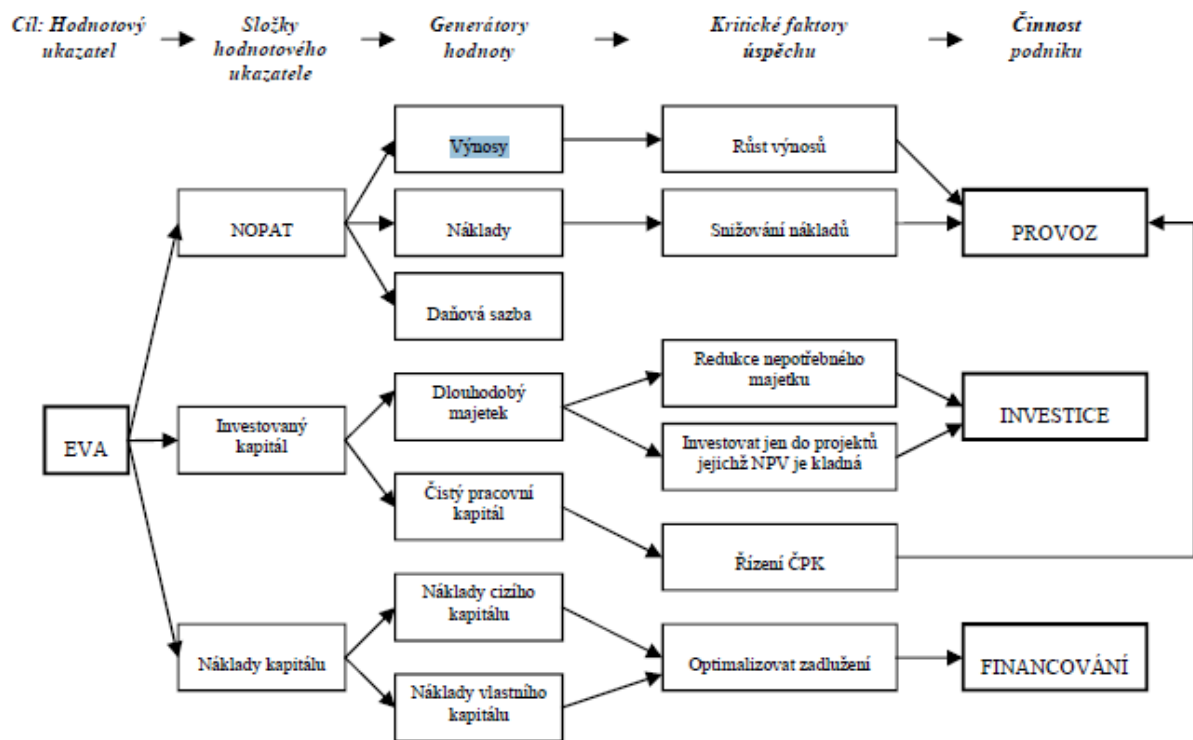 Cíl: Hodnotový
ukazatel
Složky
hodnotového
ukazatele
Generátory
hodnoty
Kritické faktory
úspěchu
Činnost
podniku
Výnosy
Růst výnosů
NOPAT
Náklady
Snižování nákladů
PROVOZ
Daňová sazba
Redukce nepotřebného
majetku
Dlouhodobý
majetek
INVESTICE
EVA
Investovaný
kapitál
Investovat jen do projektů
jejichž NPV je kladná
Čistý pracovní
kapitál
Řízení ČPK
Náklady cizího
kapitálu
Náklady kapitálu
Optimalizovat zadlužení
FINANCOVÁNÍ
Náklady vlastního
kapitálu